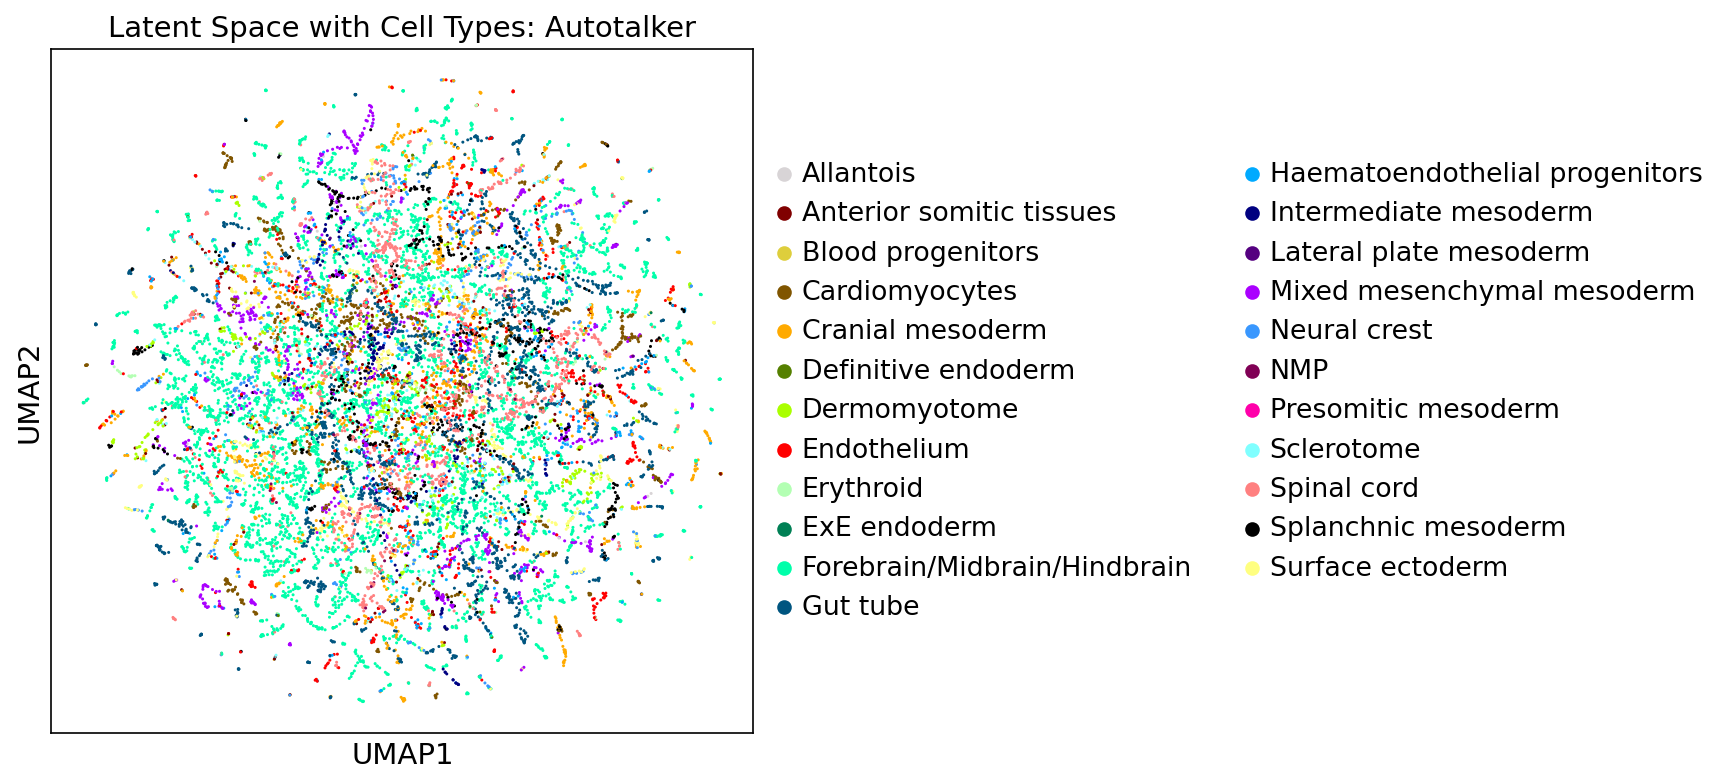 Latent Space with Cell Types: Autotalker
UMAP2
UMAP1
Allantois
Anterior somitic tissues
Blood progenitors
Cardiomyocytes
Cranial mesoderm
Definitive endoderm
Dermomyotome
Endothelium
Erythroid
ExE endoderm
Forebrain/Midbrain/Hindbrain
Gut tube
Haematoendothelial progenitors
Intermediate mesoderm
Lateral plate mesoderm
Mixed mesenchymal mesoderm
Neural crest
NMP
Presomitic mesoderm
Sclerotome
Spinal cord
Splanchnic mesoderm
Surface ectoderm